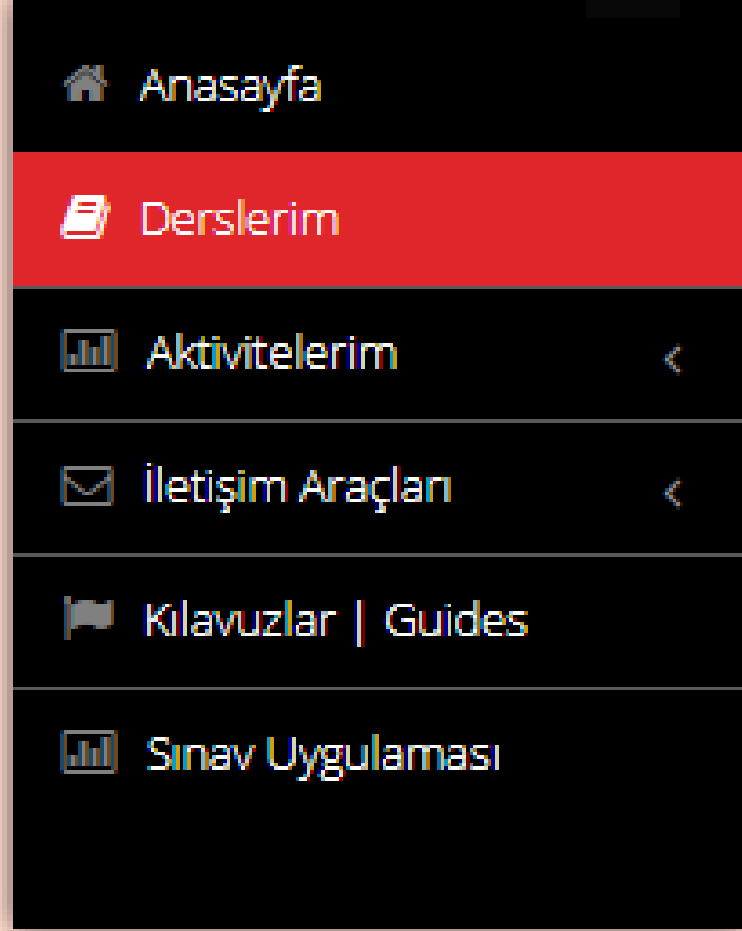 Anasayfa
Derslerim
Aktivitelerim
İletişim Araçları
Kılavuzlar | Guides
Sınav Uygulaması